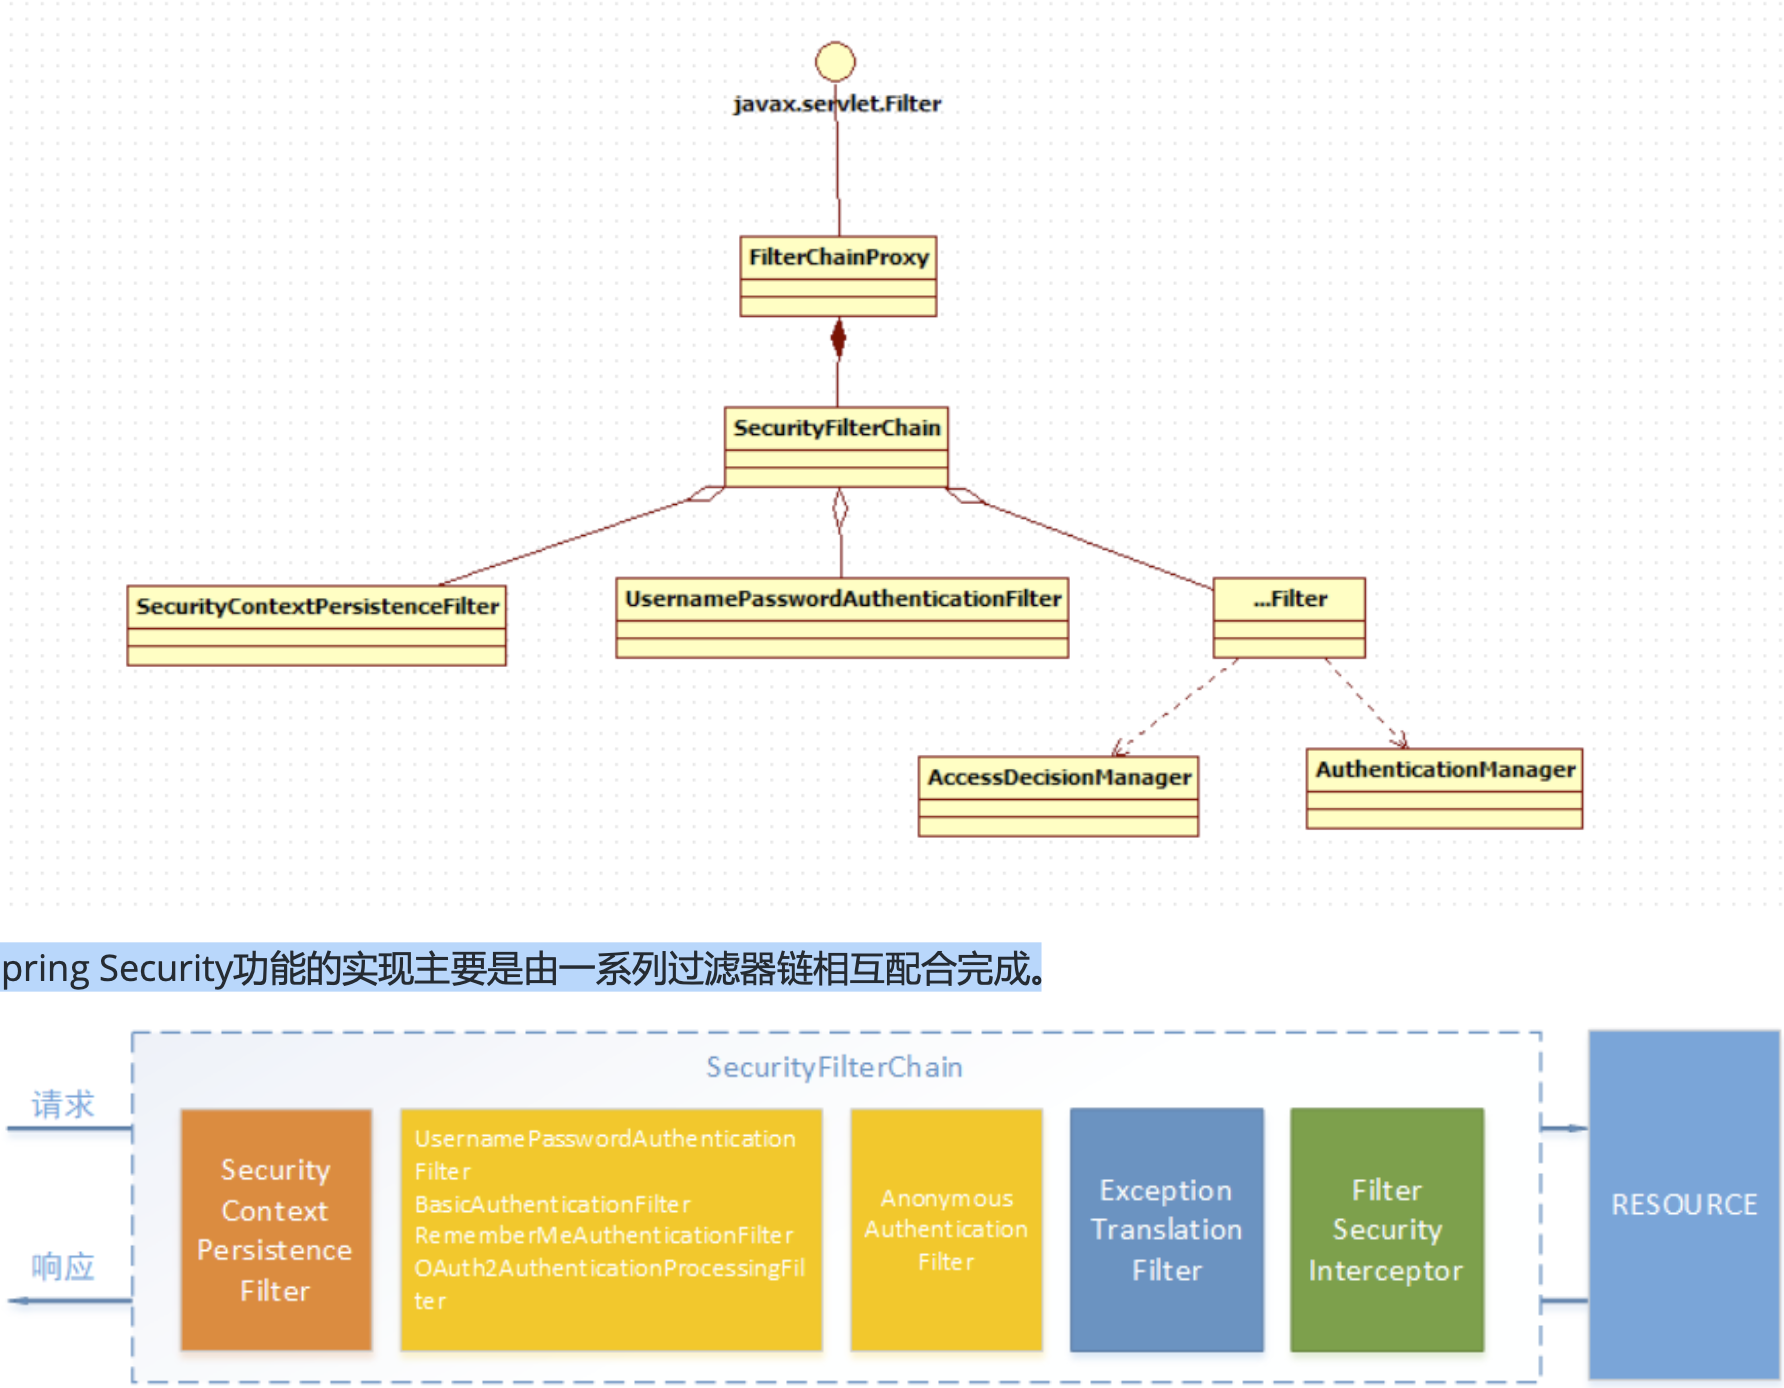 javax.servlet.Filter
FilterChainProxy
SecurityFilterChain
SecurityContextPersistenceFilter
UsernamePasswordAuthenticationFilter
...Filter
AccessDecisionManager
AuthenticationManager
pring Security功能的实现主要是由一系列过滤器链相互配合完成。
SecurityFilterChain
请求
响应
Security
Context
Persistence
Filter
UsernamePasswordAuthentication
Filter
BasicAuthenticationFilter
RememberMeAuthenticationFilter
OAuth2AuthenticationProcessingFil
ter
Anonymous
Authentication
Filter
Exception
Translation
Filter
Filter
Security
Interceptor
RESOURCE